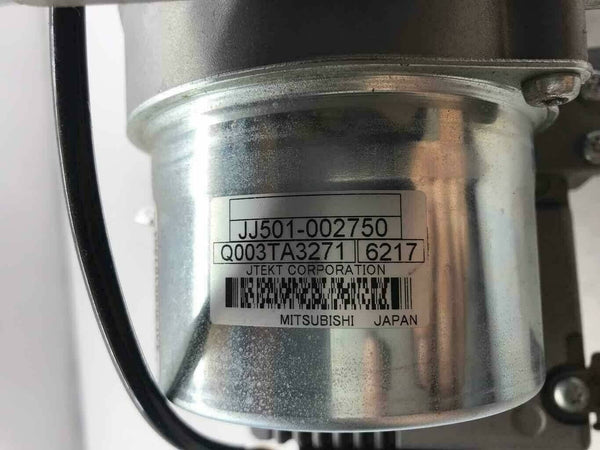 JJ501-002750
Q003TA3271 6217
JTEKT CORPORATION
MITSUBISHI JAPAN